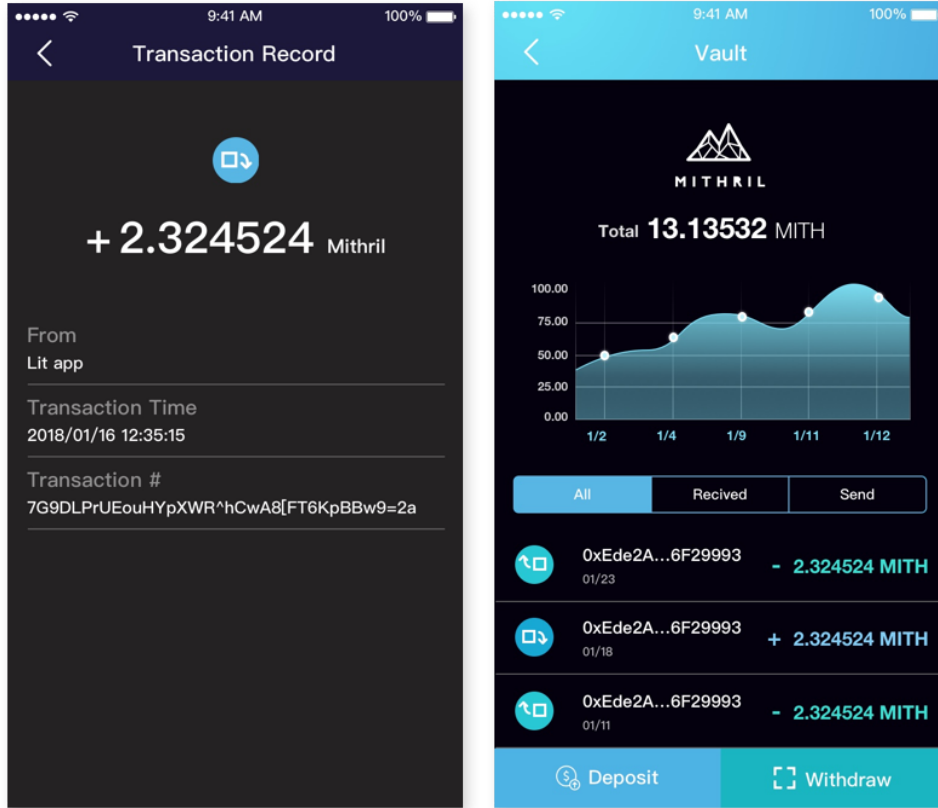 9:41 AM 100%
Transaction Record
+ 2.324524 Mithril
From
Lit app
Transaction Time
2018/01/16 12:35:15
Transaction #
7G9DLPrUEouHYpXWR^hCwA8[FT6KpBBw9=2a
9:41 AM 100%
Vault
MITHRIL
Total 13.13532 MITH
100.00
75.00
50.00
25.00
0.00
1/2 1/4 1/9 1/11 1/12
All Recived Send
0xEde2A...6F29993
01/23
- 2.324524 MITH
0xEde2A...6F29993
01/18
+ 2.324524 MITH
0xEde2A...6F29993
01/11
- 2.324524 MITH
Deposit Withdraw